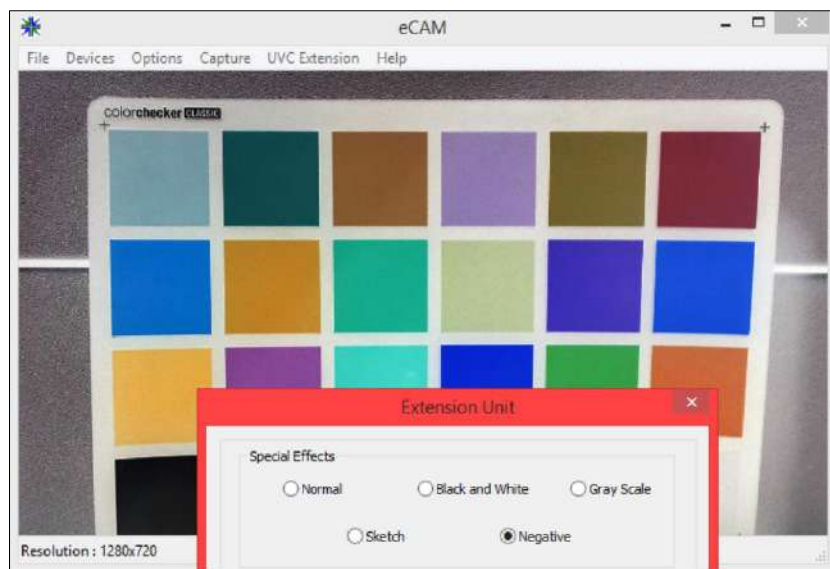 eCAM
File Devices Options Capture UVC Extension Help
colorchecker CLASSIC
Extension Unit
Special Effects
Normal Black and White Gray Scale
Sketch Negative
Resolution : 1280x720